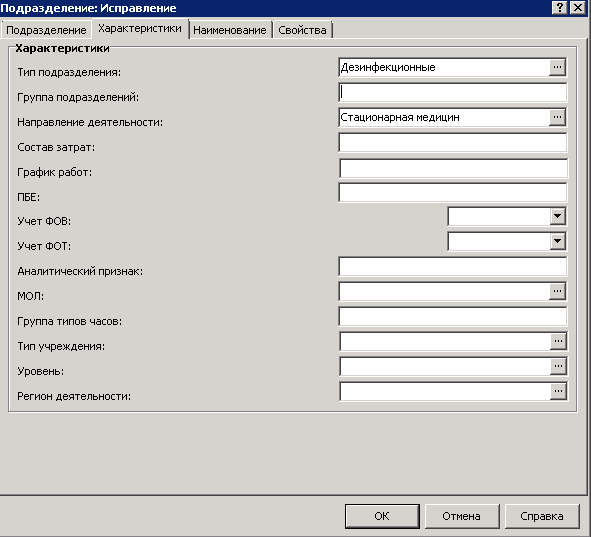 Подразделение: Исправление
Подразделение Характеристики Наименование Свойства
Характеристики
Тип подразделения: Дезинфекционные
Группа подразделений:
Направление деятельности: Стационарная медицин
Состав затрат:
График работ:
ПБЕ:
Учет ФОВ:
Учет ФОТ:
Аналитический признак:
МОЛ:
Группа типов часов:
Тип учреждения:
Уровень:
Регион деятельности:
ОК Отмена Справка